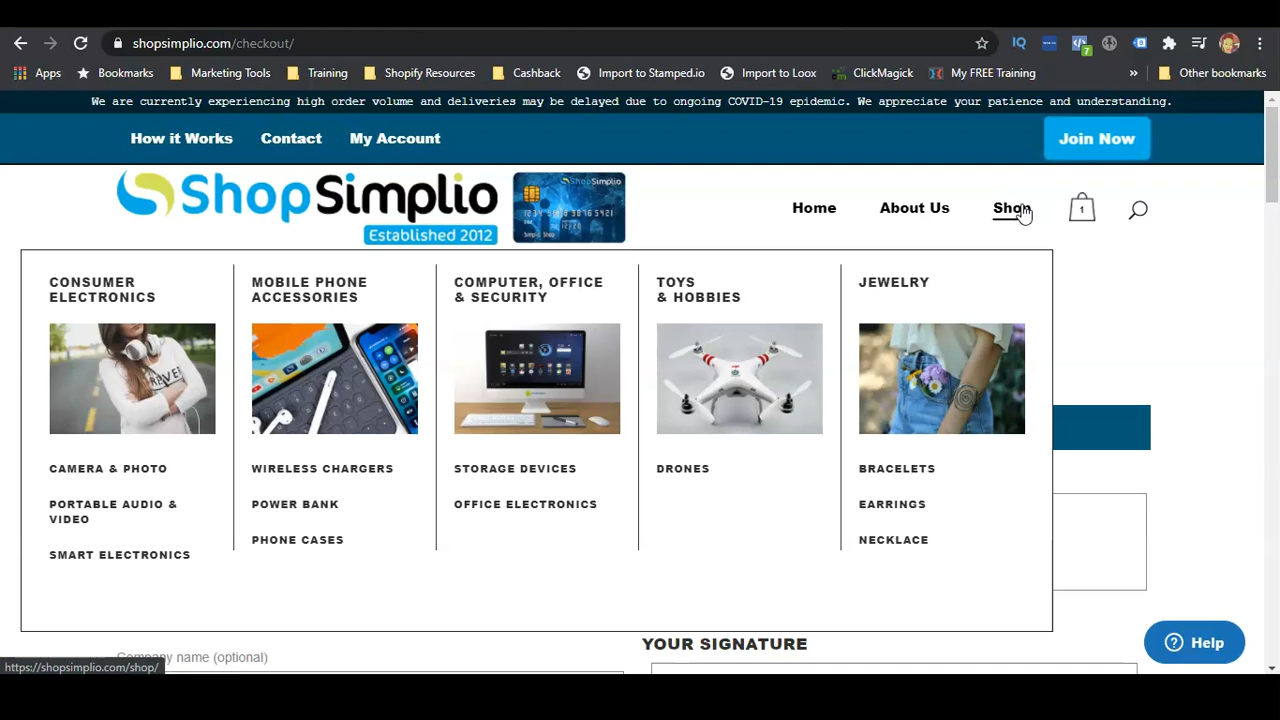 shopsimplio.com/checkout/
Apps Bookmarks Marketing Tools Training Shopify Resources Cashback Import to Stamped.io Import to Loox ClickMagick My FREE Training » Other bookmarks
We are currently experiencing high order volume and deliveries may be delayed due to ongoing COVID-19 epidemic. We appreciate your patience and understanding.
How it Works Contact My Account Join Now
ShopSimplio
Established 2012
Home About Us Shop 1
CONSUMER
ELECTRONICS
CAMERA & PHOTO
PORTABLE AUDIO &
VIDEO
SMART ELECTRONICS
MOBILE PHONE
ACCESSORIES
WIRELESS CHARGERS
POWER BANK
PHONE CASES
COMPUTER, OFFICE
& SECURITY
STORAGE DEVICES
OFFICE ELECTRONICS
TOYS
& HOBBIES
DRONES
JEWELRY
BRACELETS
EARRINGS
NECKLACE
YOUR SIGNATURE
Company name (optional)
Help
https://shopsimplio.com/shop/